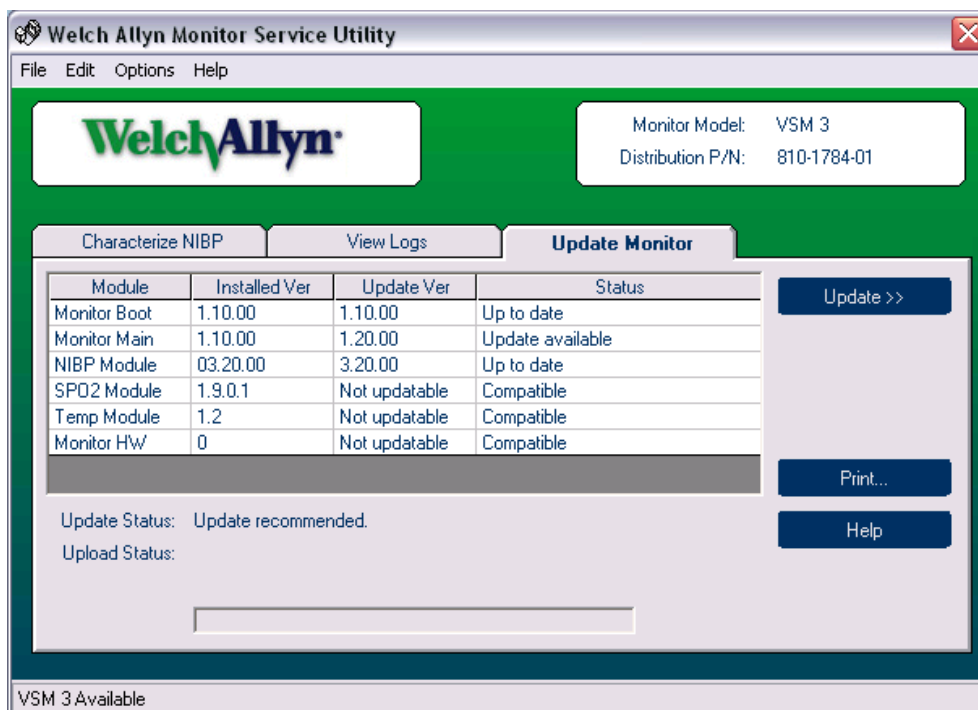 Welch Allyn Monitor Service Utility
File Edit Options Help
WelchAllyn
Monitor Model: VSM 3
Distribution P/N: 810-1784-01
Characterize NIBP View Logs Update Monitor
Module Installed Ver Update Ver Status
Monitor Boot 1.10.00 1.10.00 Up to date
Monitor Main 1.10.00 1.20.00 Update available
NIBP Module 03.20.00 3.20.00 Up to date
SPO2 Module 1.9.0.1 Not updatable Compatible
Temp Module 1.2 Not updatable Compatible
Monitor HW 0 Not updatable Compatible
Update >>
Print...
Help
Update Status: Update recommended.
Upload Status:
VSM 3 Available